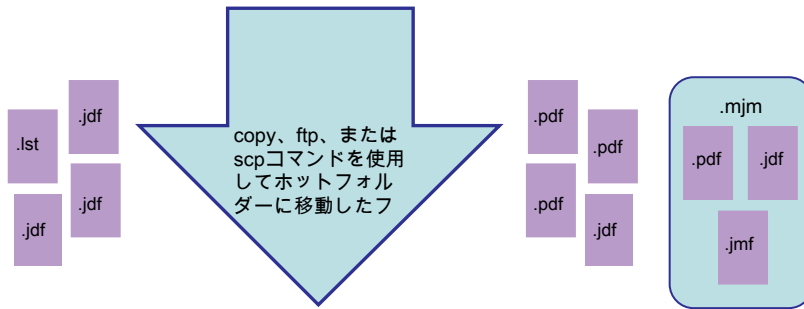 .lst
.jdf
.jdf
.jdf
copy、ftp、または
scpコマンドを使用
してホットフォル
ダーに移動したフ
.pdf
.pdf
.pdf
.jdf
.mjm
.pdf
.jdf
.jmf